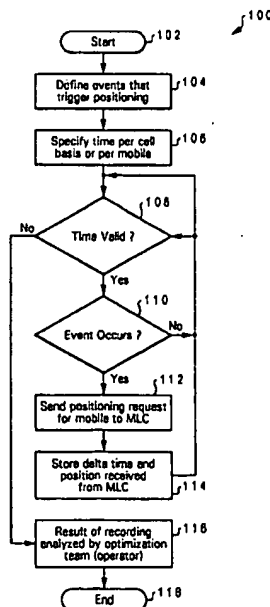 100
Start
102
Define events that
trigger positioning
104
Specify time per cell
basis or per mobile
106
108
Time Valid ?
No
Yes
110
Event Occurs ?
No
Yes
112
Send positioning request
for mobile to MLC
Store delta time and
position received
from MLC
114
116
Result of recording
analyzed by optimization
team (operator)
End
118